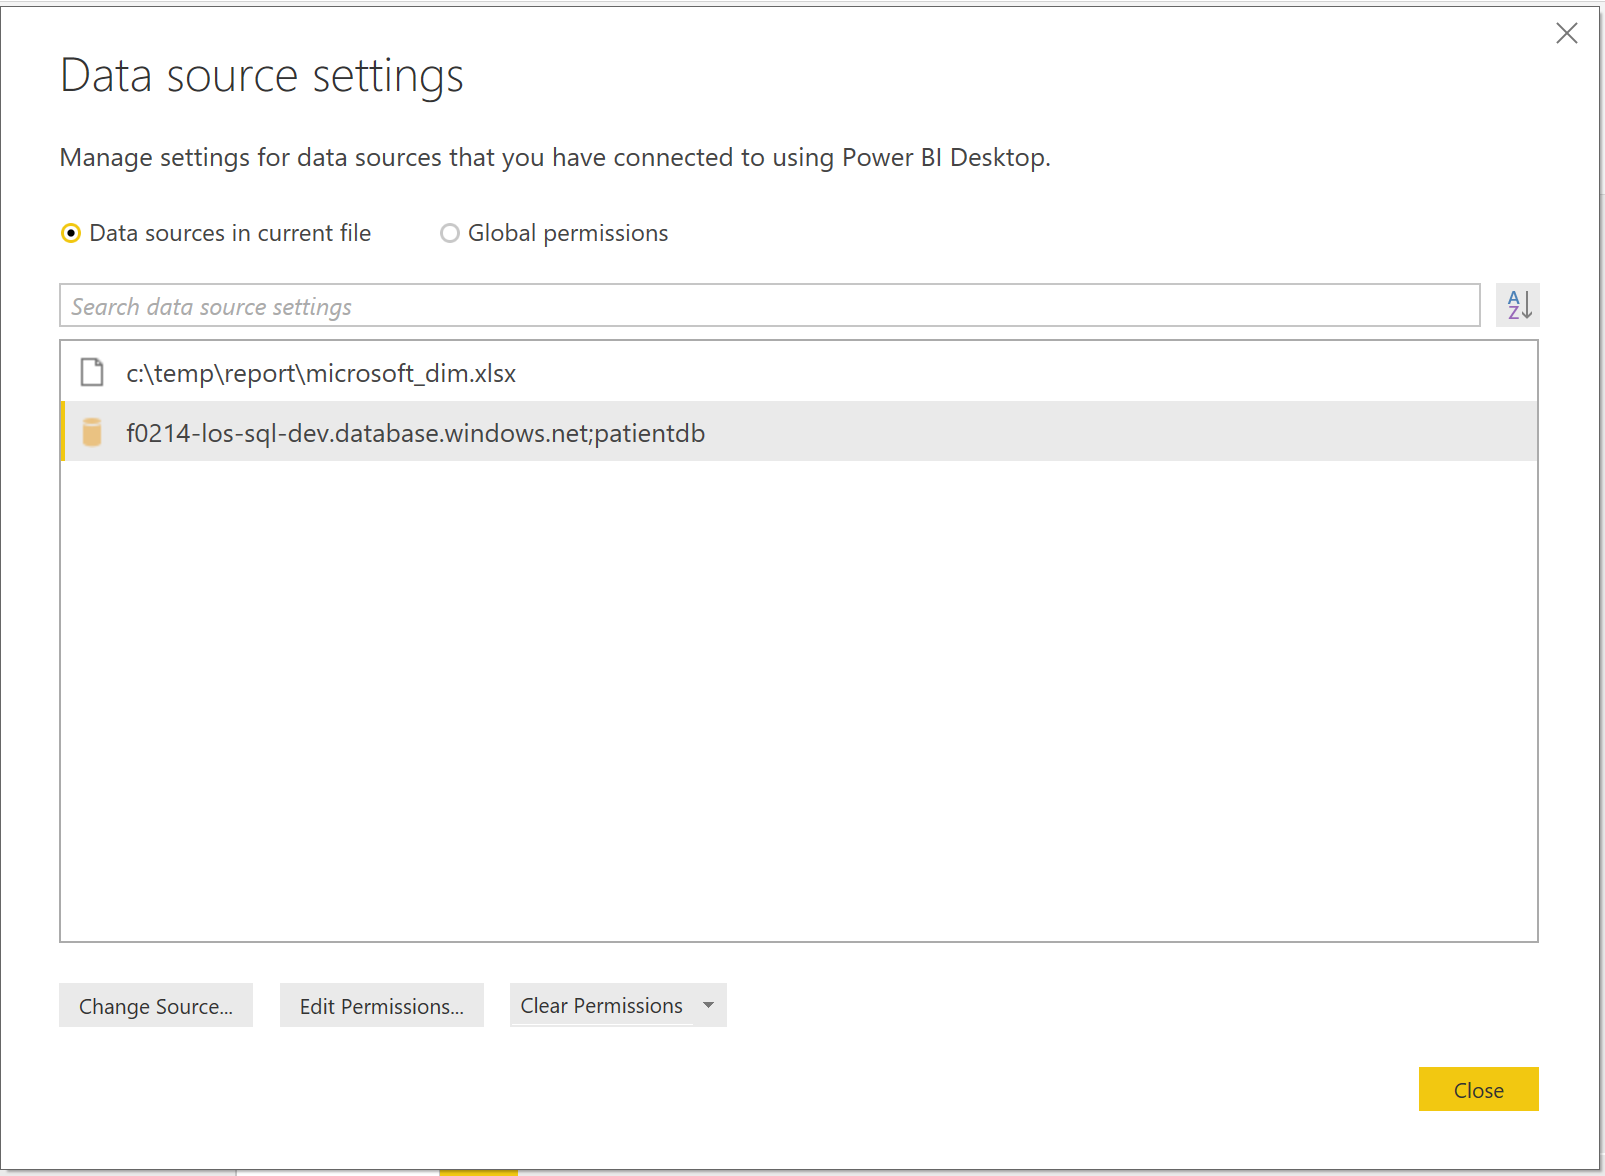 Data source settings
Manage settings for data sources that you have connected to using Power BI Desktop.
Data sources in current file Global permissions
Search data source settings
A
Z
c:\temp\report\microsoft_dim.xlsx
f0214-los-sql-dev.database.windows.net;patientdb
Change Source... Edit Permissions... Clear Permissions
Close